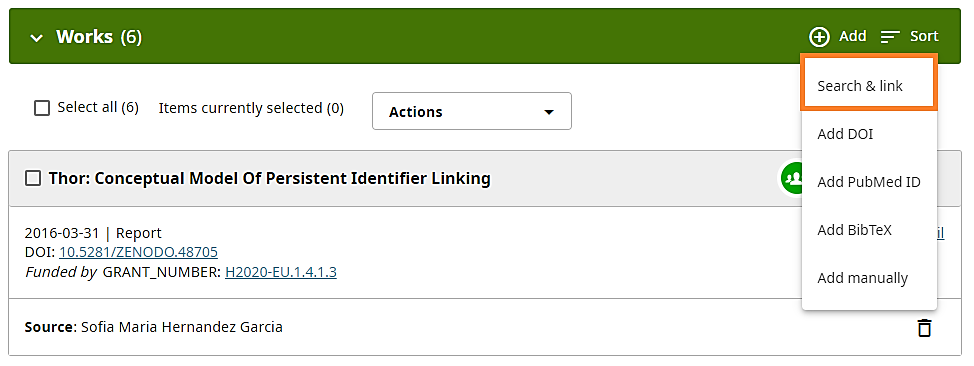 Works (6)
Add
Sort
Search & link
Select all (6)
Items currently selected (0)
Actions
Add DOI
Add PubMed ID
Add BibTeX
Add manually
Thor: Conceptual Model Of Persistent Identifier Linking
2016-03-31 | Report
DOI: 10.5281/ZENODO.48705
Funded by GRANT_NUMBER: H2020-EU.1.4.1.3
Source: Sofia Maria Hernandez Garcia